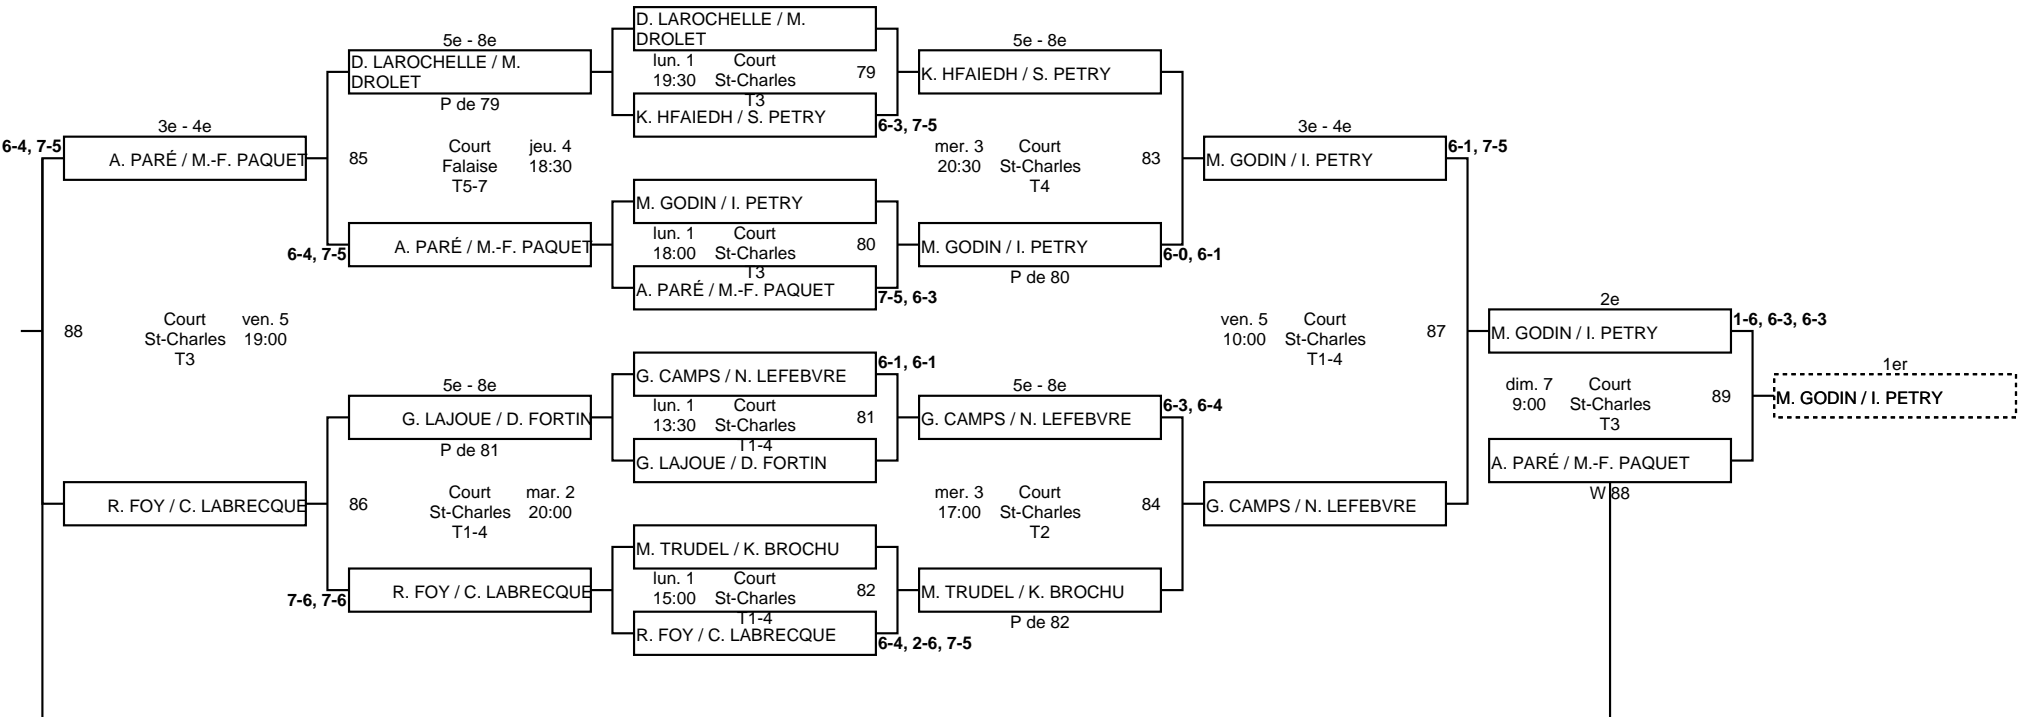 D. LAROCHELLE / M.
DROLET
5e - 8e
5e - 8e
D. LAROCHELLE / M.
DROLET
lun. 1 Court
19:30 St-Charles
T3
79
K. HFAIEDH / S. PETRY
P de 79
K. HFAIEDH / S. PETRY
6-3, 7-5
3e - 4e
3e - 4e
6-4, 7-5
A. PARÉ / M.-F. PAQUET
85
Court jeu. 4
Falaise 18:30
T5-7
mer. 3 Court
20:30 St-Charles
T4
83
M. GODIN / I. PETRY
6-1, 7-5
M. GODIN / I. PETRY
6-4, 7-5
A. PARÉ / M.-F. PAQUET
lun. 1 Court
18:00 St-Charles
T3
80
M. GODIN / I. PETRY
6-0, 6-1
P de 80
A. PARÉ / M.-F. PAQUET
7-5, 6-3
88
Court ven. 5
St-Charles 19:00
T3
ven. 5 Court
10:00 St-Charles
T1-4
87
2e
M. GODIN / I. PETRY
1-6, 6-3, 6-3
G. CAMPS / N. LEFEBVRE
6-1, 6-1
5e - 8e
5e - 8e
G. LAJOUE / D. FORTIN
lun. 1 Court
13:30 St-Charles
T1-4
81
G. CAMPS / N. LEFEBVRE
6-3, 6-4
dim. 7 Court
9:00 St-Charles
T3
89
1er
M. GODIN / I. PETRY
P de 81
G. LAJOUE / D. FORTIN
A. PARÉ / M.-F. PAQUET
W 88
R. FOY / C. LABRECQUE
86
Court mar. 2
St-Charles 20:00
T1-4
mer. 3 Court
17:00 St-Charles
T2
84
G. CAMPS / N. LEFEBVRE
M. TRUDEL / K. BROCHU
7-6, 7-6
R. FOY / C. LABRECQUE
lun. 1 Court
15:00 St-Charles
T1-4
82
M. TRUDEL / K. BROCHU
P de 82
R. FOY / C. LABRECQUE
6-4, 2-6, 7-5